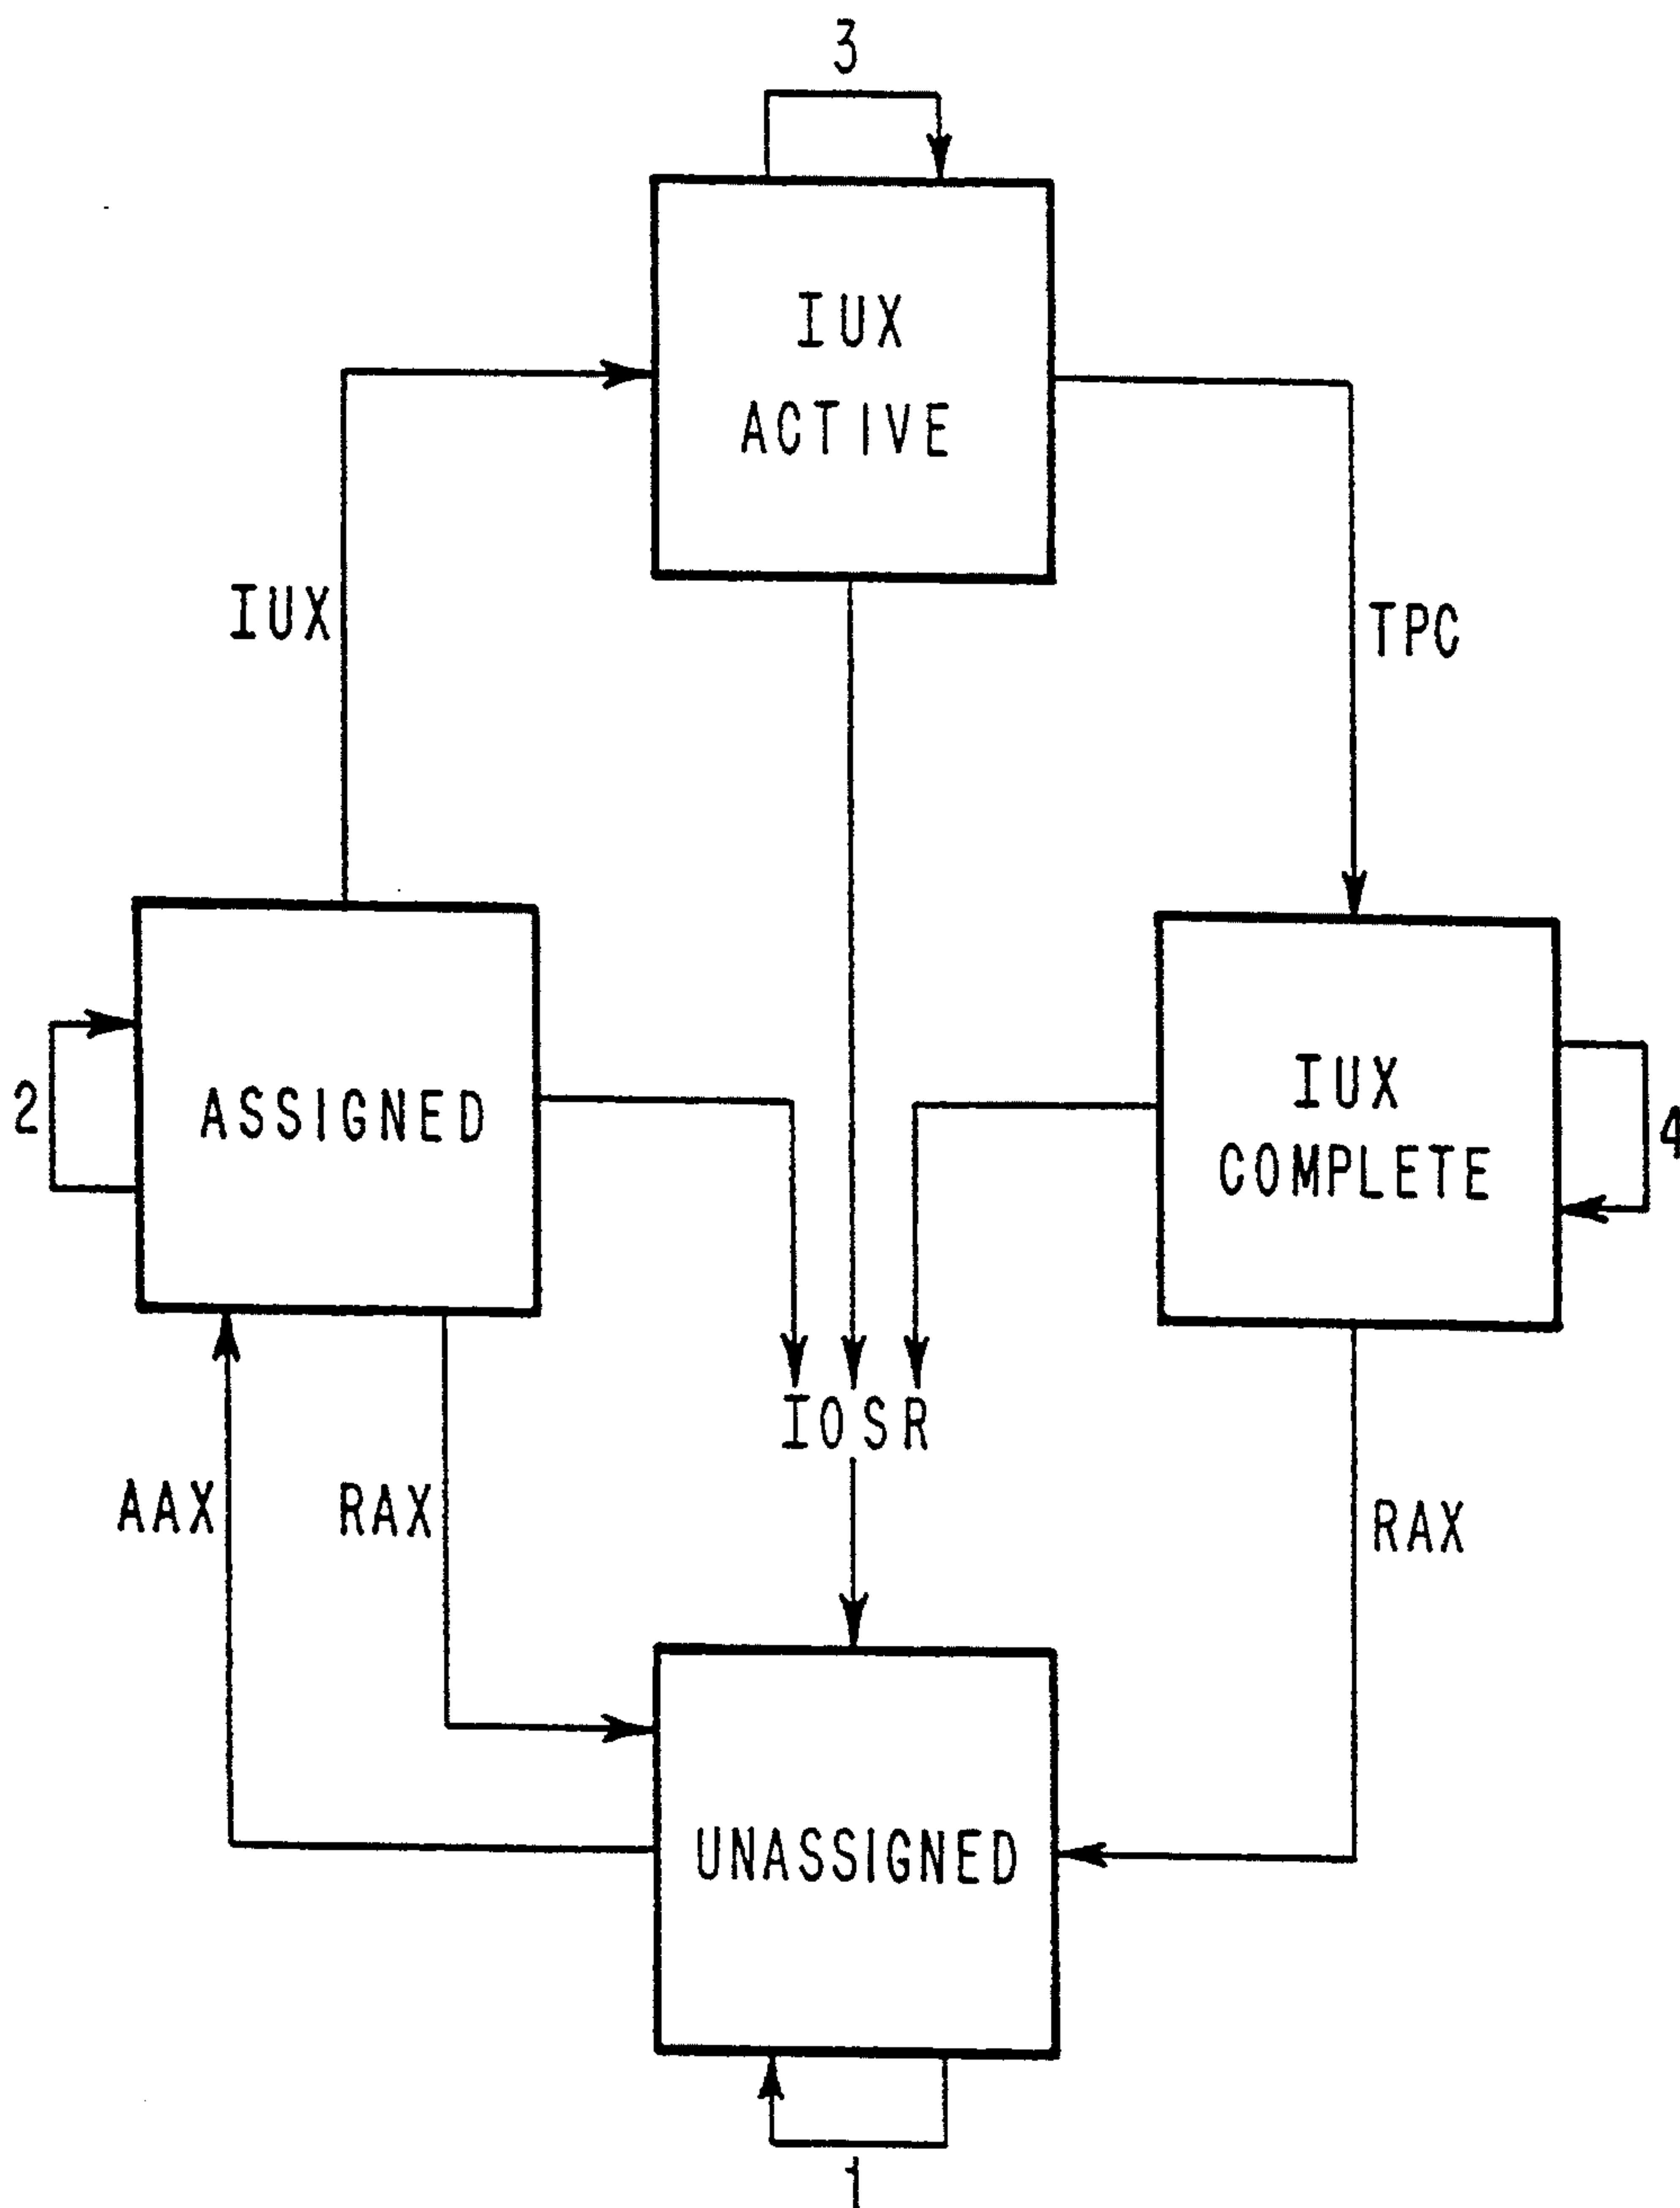 3
IUX
ACTIVE
IUX
TPC
2
ASSIGNED
IUX
COMPLETE
4
IOSR
AAX
RAX
RAX
UNASSIGNED
1